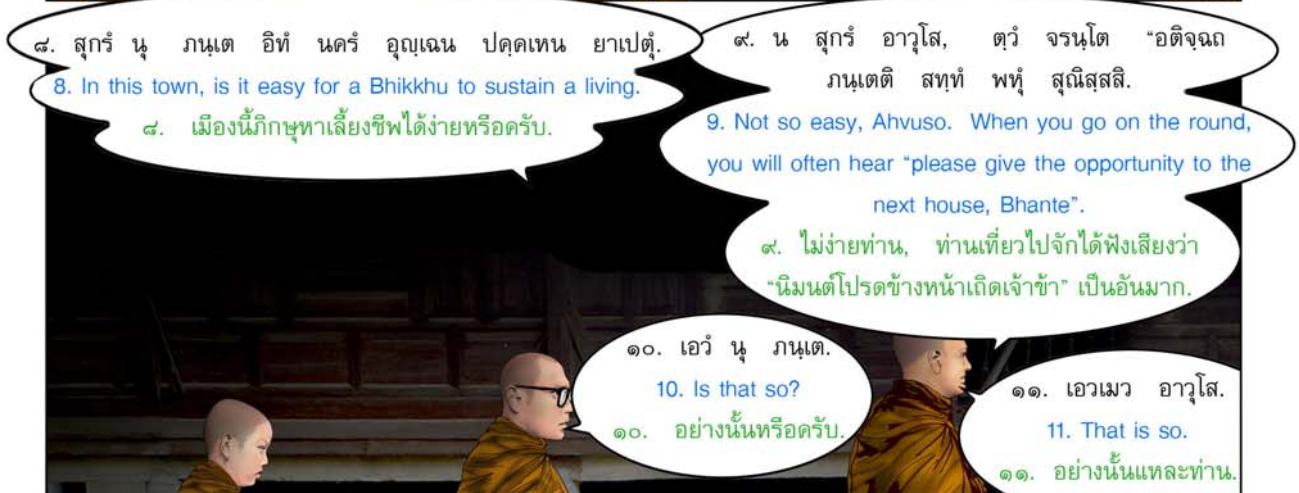 ๘. สุกรํ นุ ภนฺเต อิทํ นครํ อุญฺเฉน ปคฺคเหน ยาเปตุํ.
8. In this town, is it easy for a Bhikkhu to sustain a living.
๘. เมืองนี้ภิกษุหาเลี้ยงชีพได้ง่ายหรือครับ.
๙. น สุกรํ อาวุโส, ตฺวํ จรนฺโต “อติจฺฉถ
ภนฺเตติ สทฺทํ พหุํ สุณิสฺสสิ.
9. Not so easy, Ahvuso. When you go on the round,
you will often hear “please give the opportunity to the
next house, Bhante”.
๙. ไม่ง่ายท่าน, ท่านเที่ยวไปจักได้ฟังเสียงว่า
“นิมนต์โปรดข้างหน้าเถิดเจ้าข้า” เป็นอันมาก.
๑๐. เอวํ นุ ภนฺเต.
10. Is that so?
๑๐. อย่างนั้นหรือครับ.
๑๑. เอวเมว อาวุโส.
11. That is so.
๑๑. อย่างนั้นแหละท่าน.